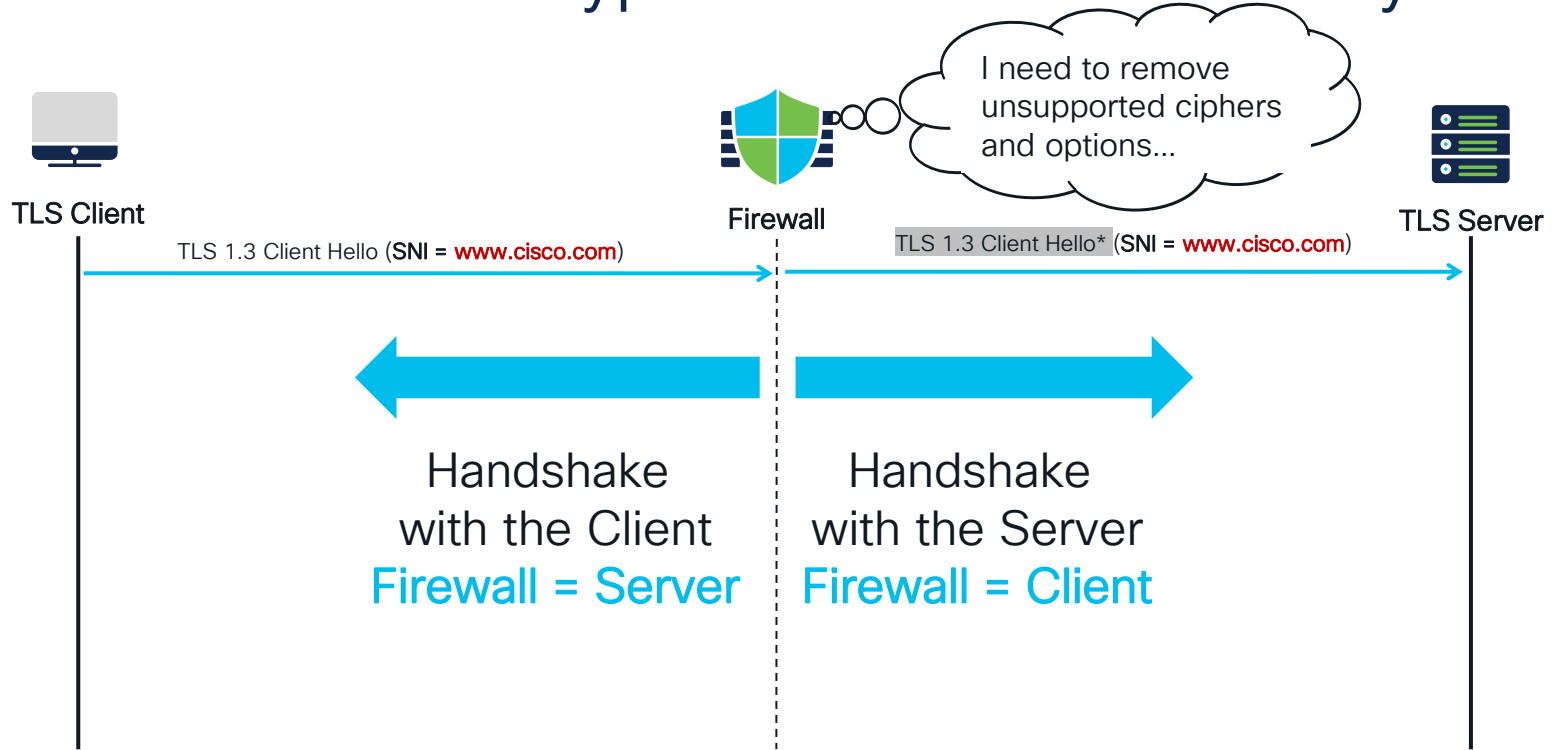 I need to remove
unsupported ciphers
and options...
TLS Client
Firewall
TLS Server
TLS 1.3 Client Hello (SNI = www.cisco.com)
TLS 1.3 Client Hello* (SNI = www.cisco.com)
Handshake
with the Client
Firewall = Server
Handshake
with the Server
Firewall = Client